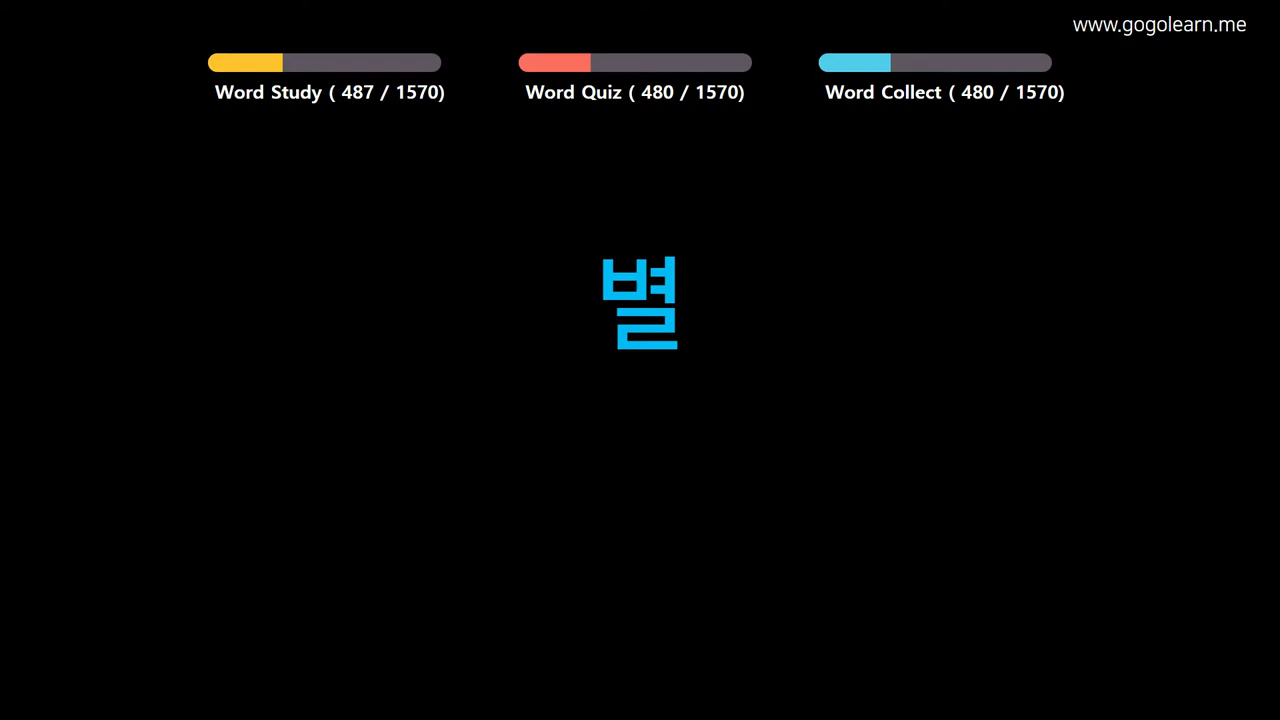 www.gogolearn.me
Word Study ( 487 / 1570)
Word Quiz ( 480 / 1570)
Word Collect ( 480 / 1570)
별